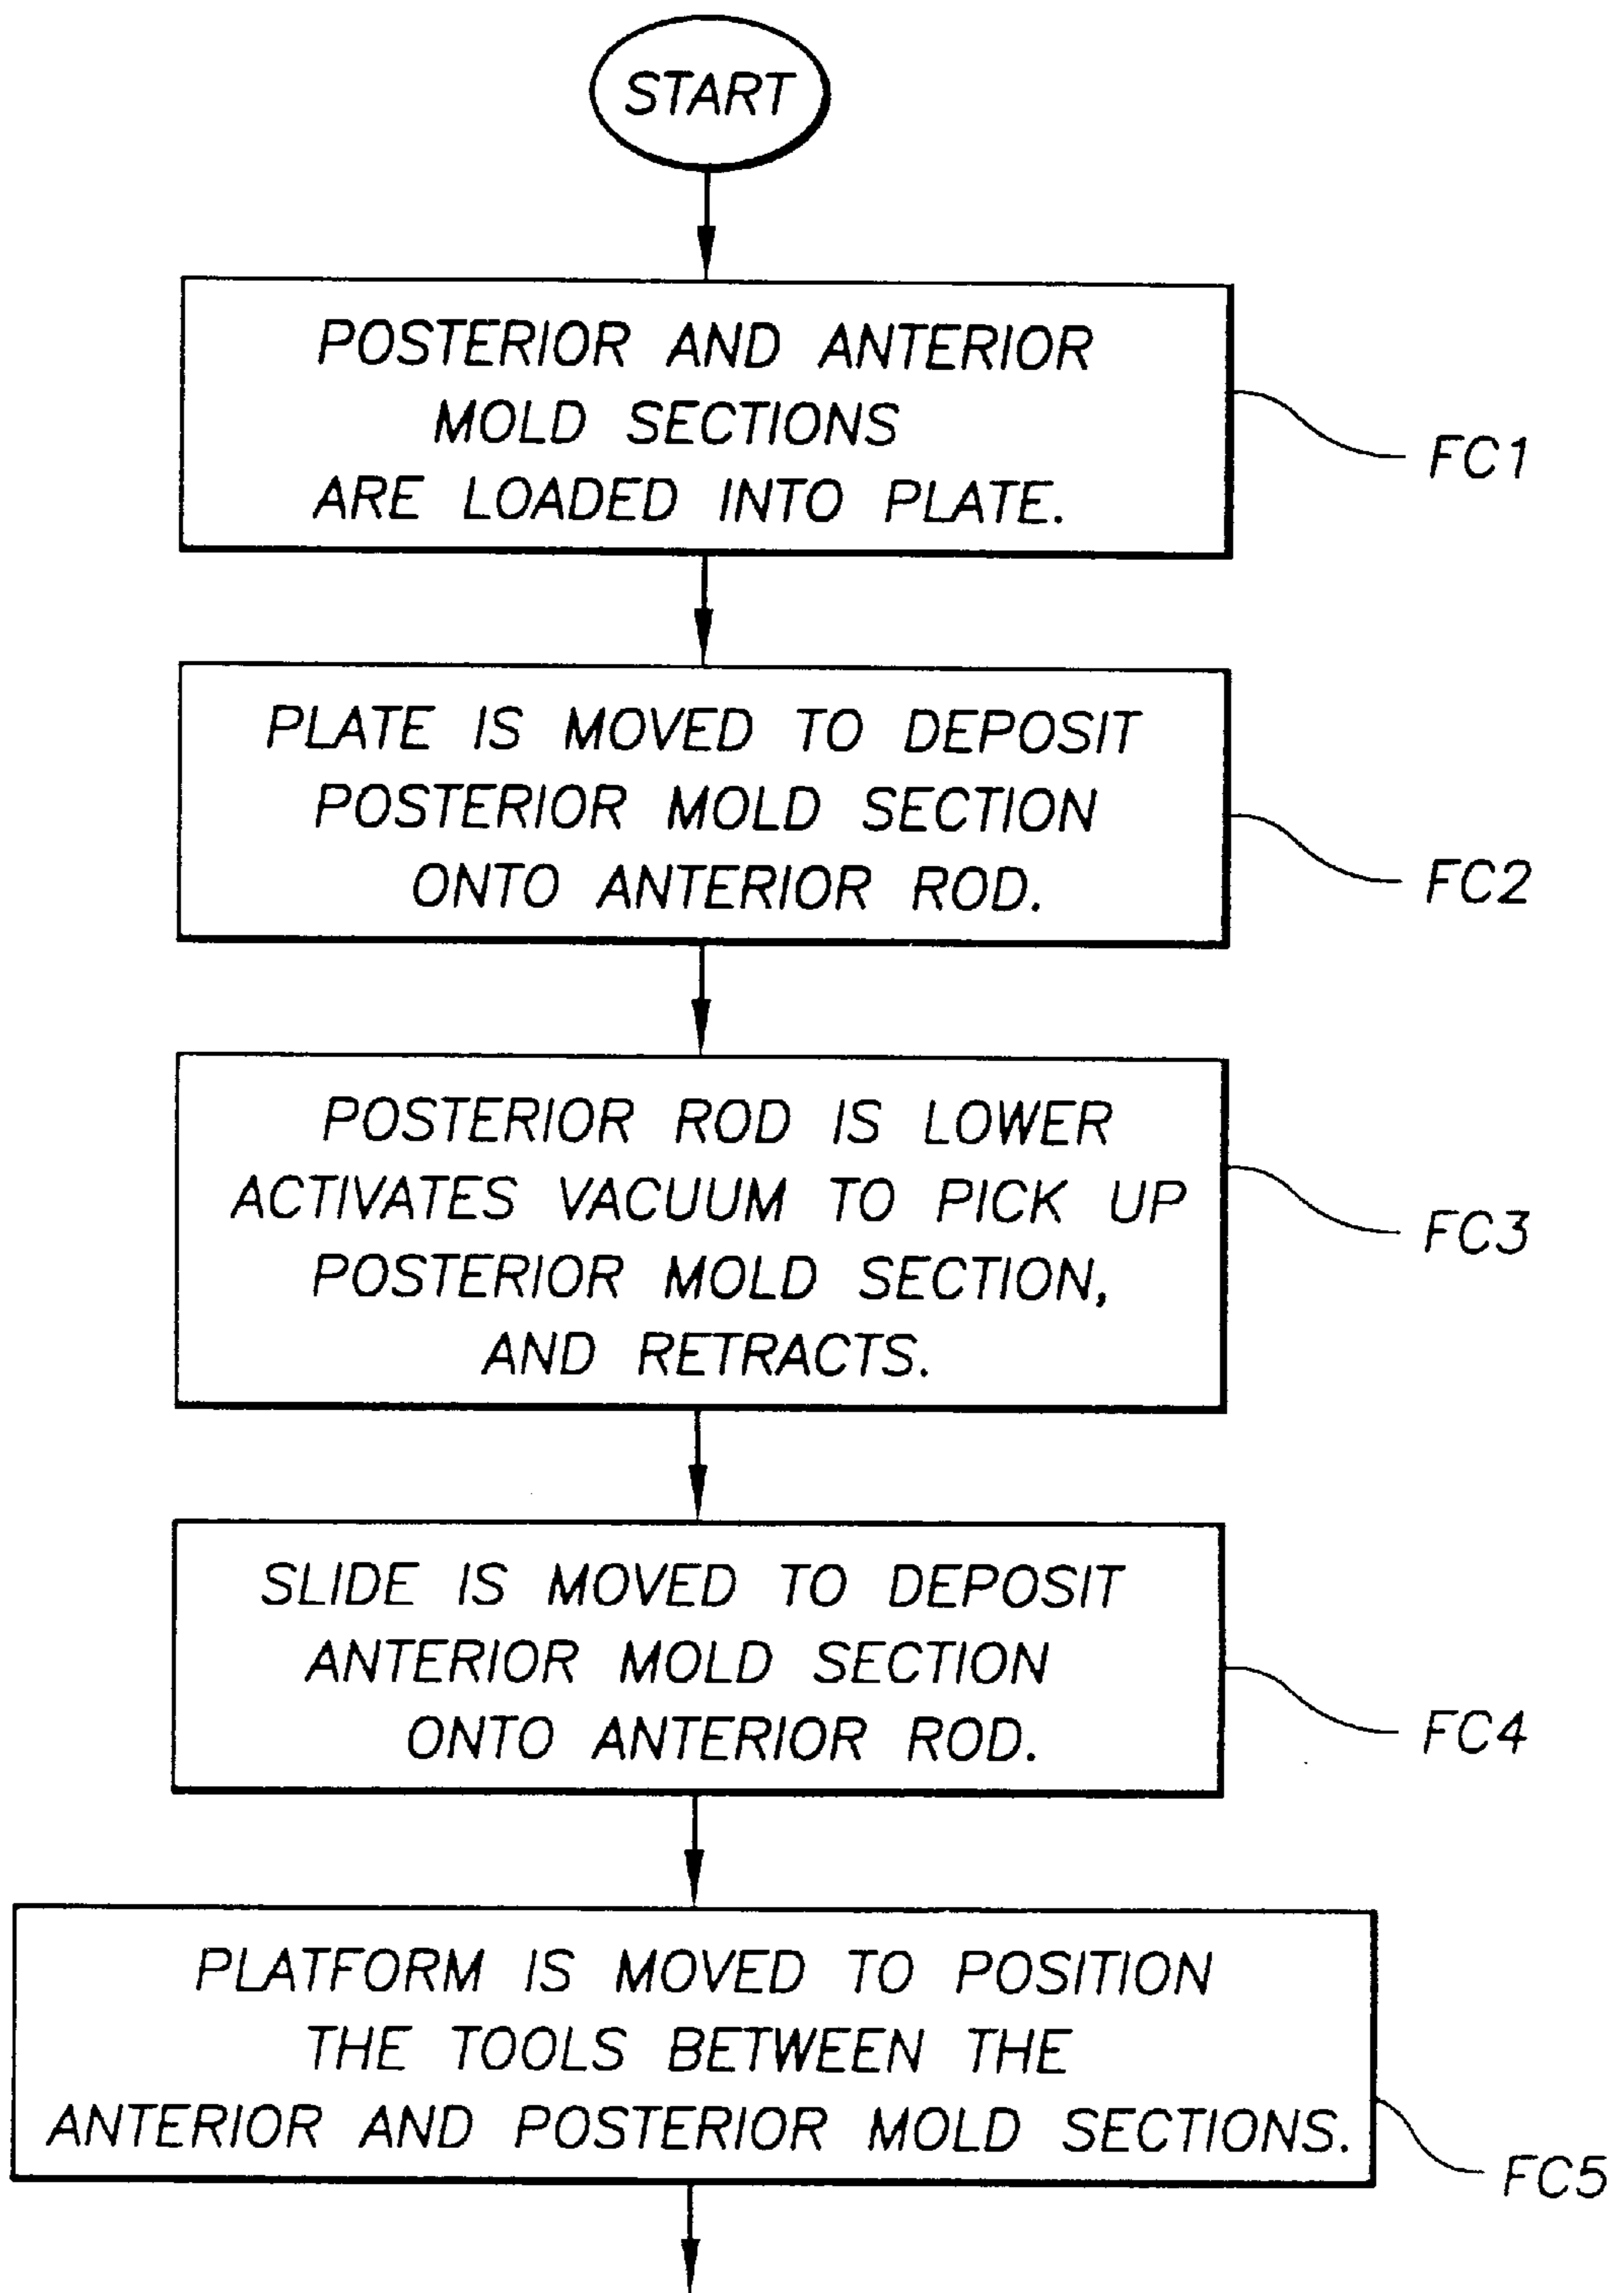 START
POSTERIOR AND ANTERIOR
MOLD SECTIONS
ARE LOADED INTO PLATE.
FC1
PLATE IS MOVED TO DEPOSIT
POSTERIOR MOLD SECTION
ONTO ANTERIOR ROD.
FC2
POSTERIOR ROD IS LOWER
ACTIVATES VACUUM TO PICK UP
POSTERIOR MOLD SECTION,
AND RETRACTS.
FC3
SLIDE IS MOVED TO DEPOSIT
ANTERIOR MOLD SECTION
ONTO ANTERIOR ROD.
FC4
PLATFORM IS MOVED TO POSITION
THE TOOLS BETWEEN THE
ANTERIOR AND POSTERIOR MOLD SECTIONS.
FC5